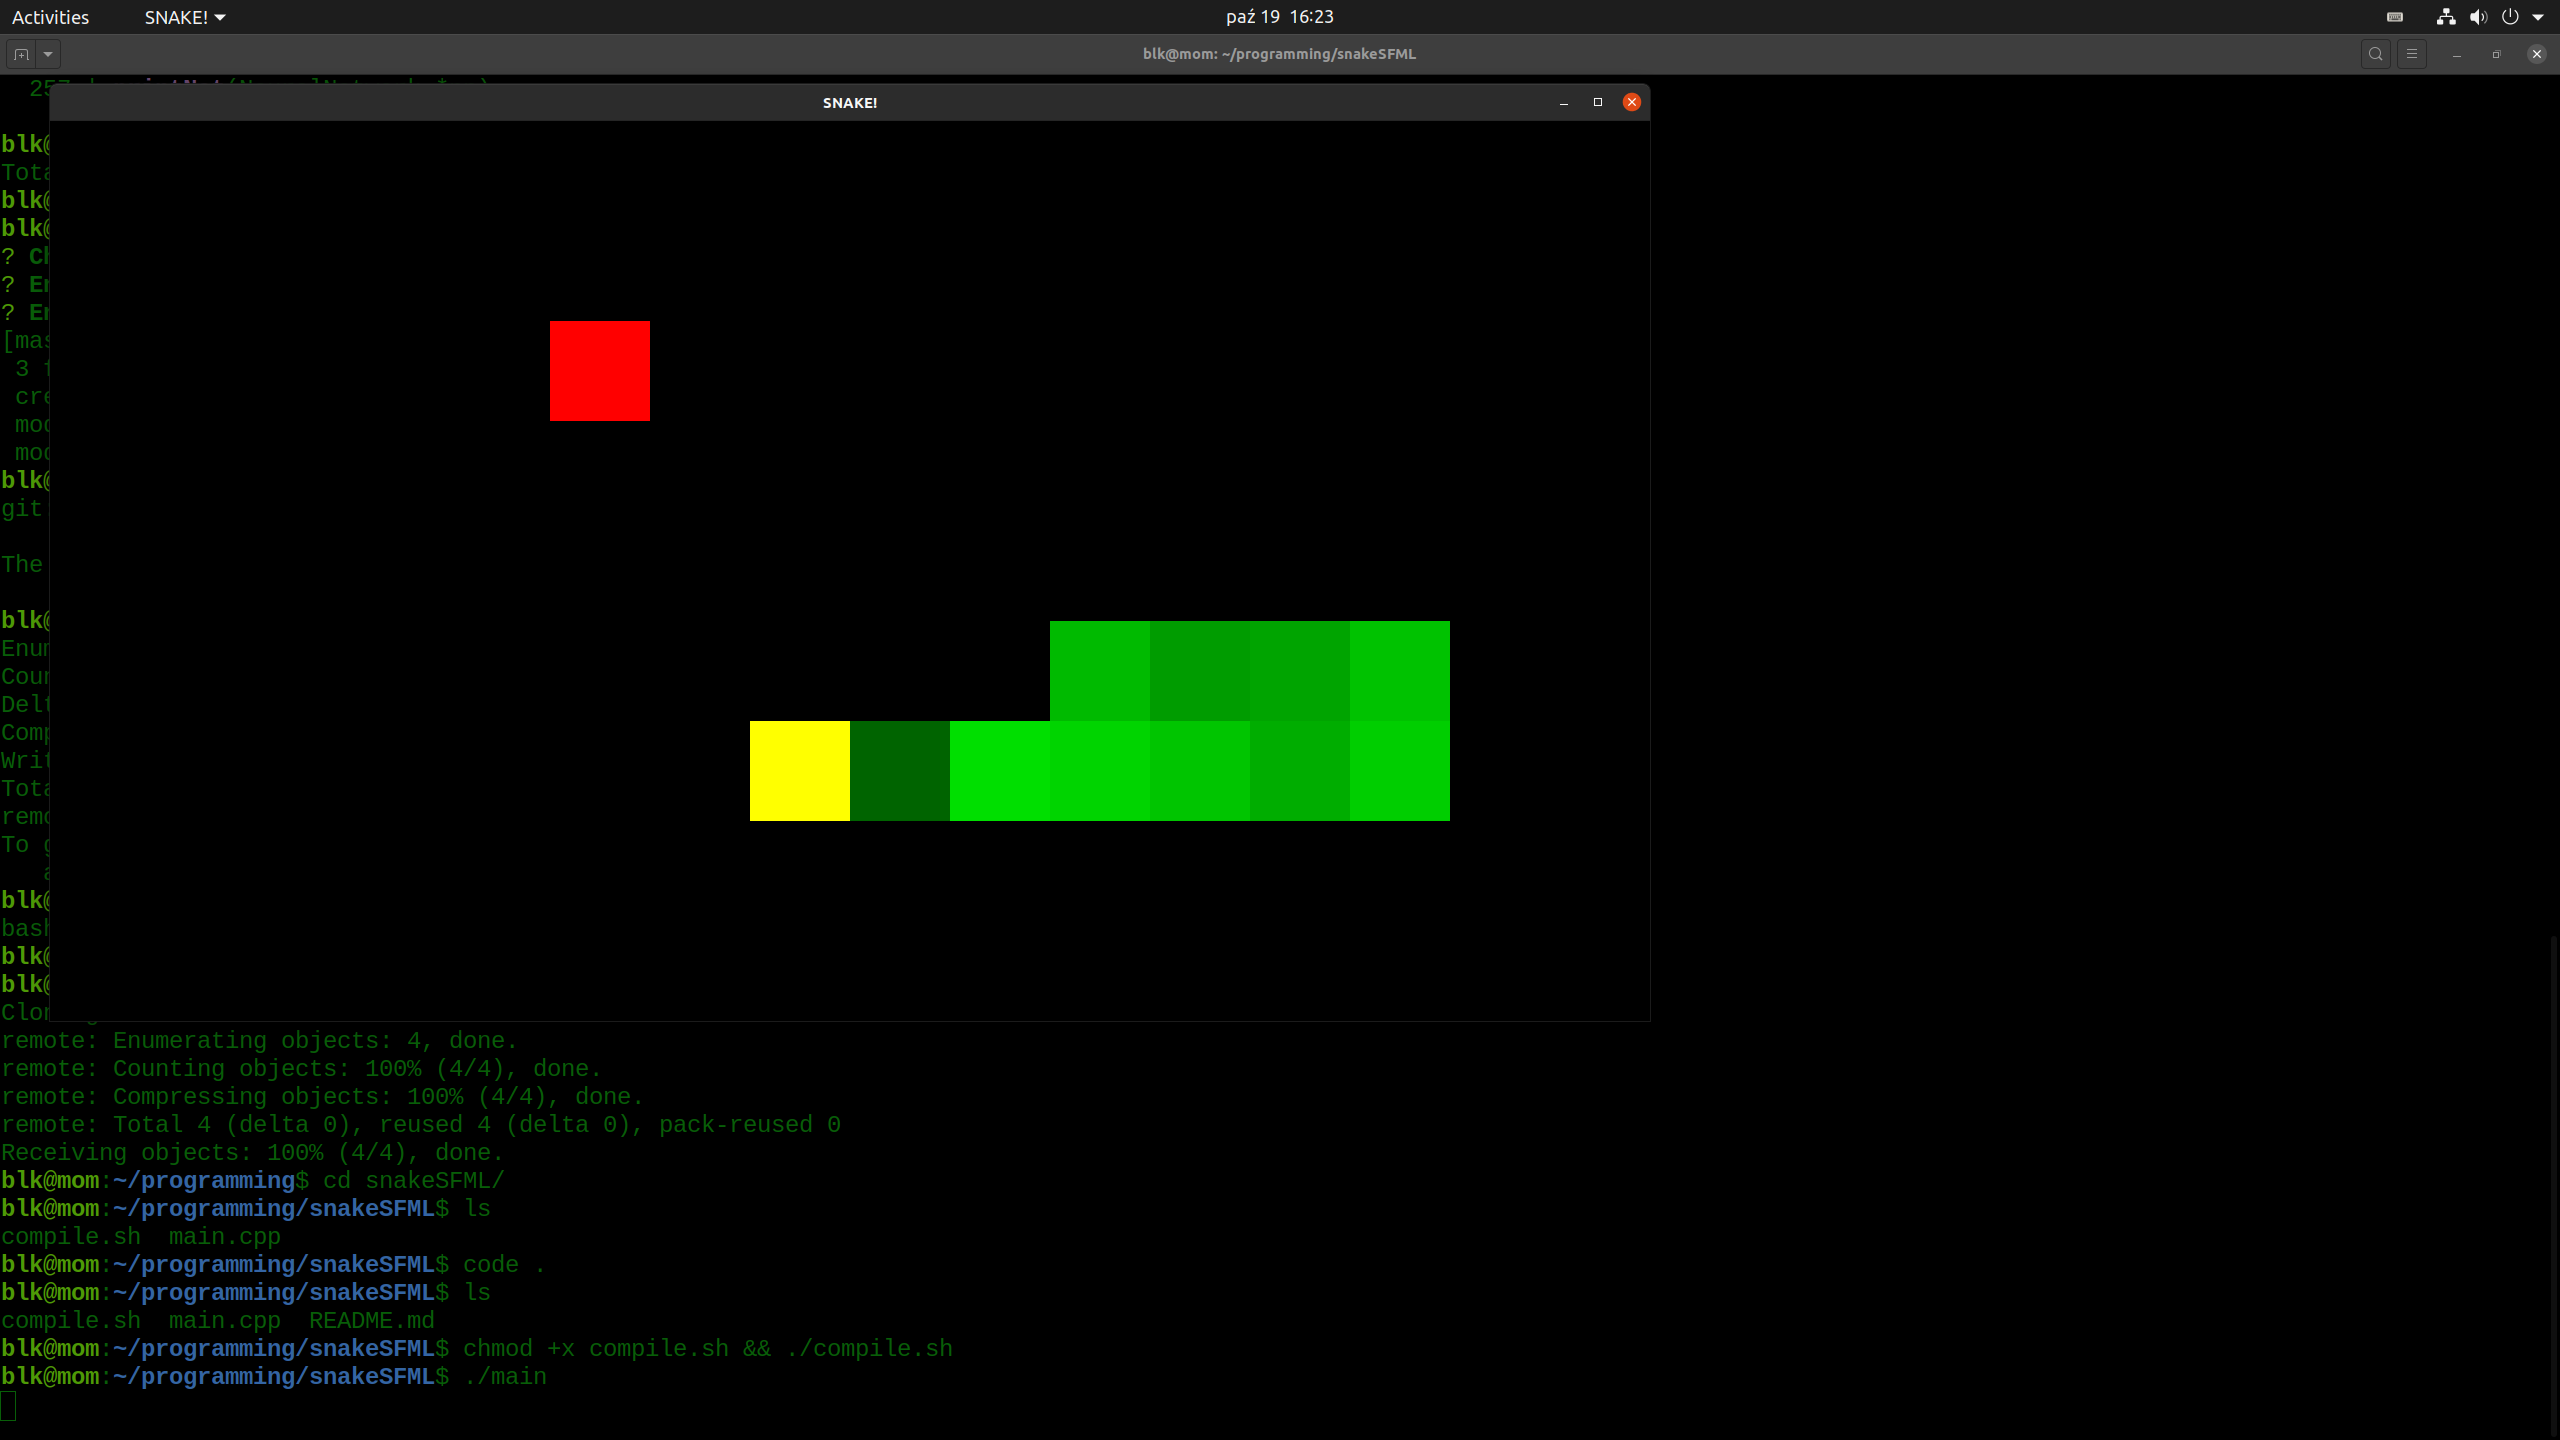 Activities SNAKE! paź 19 16:23
blk@mom: ~/programming/snakeSFML
SNAKE!
blk@
Tota
blk@
blk@
? Ch
? En
? En
[mas
3 f
cre
mod
mod
blk@
git
The
blk@
Enum
Coun
Delt
Comp
Writ
Tota
remo
To g
blk@
bash
blk@
blk@
Clon
remote: Enumerating objects: 4, done.
remote: Counting objects: 100% (4/4), done.
remote: Compressing objects: 100% (4/4), done.
remote: Total 4 (delta 0), reused 4 (delta 0), pack-reused 0
Receiving objects: 100% (4/4), done.
blk@mom:~/programming$ cd snakeSFML/
blk@mom:~/programming/snakeSFML$ ls
compile.sh main.cpp
blk@mom:~/programming/snakeSFML$ code .
blk@mom:~/programming/snakeSFML$ ls
compile.sh main.cpp README.md
blk@mom:~/programming/snakeSFML$ chmod +x compile.sh && ./compile.sh
blk@mom:~/programming/snakeSFML$ ./main